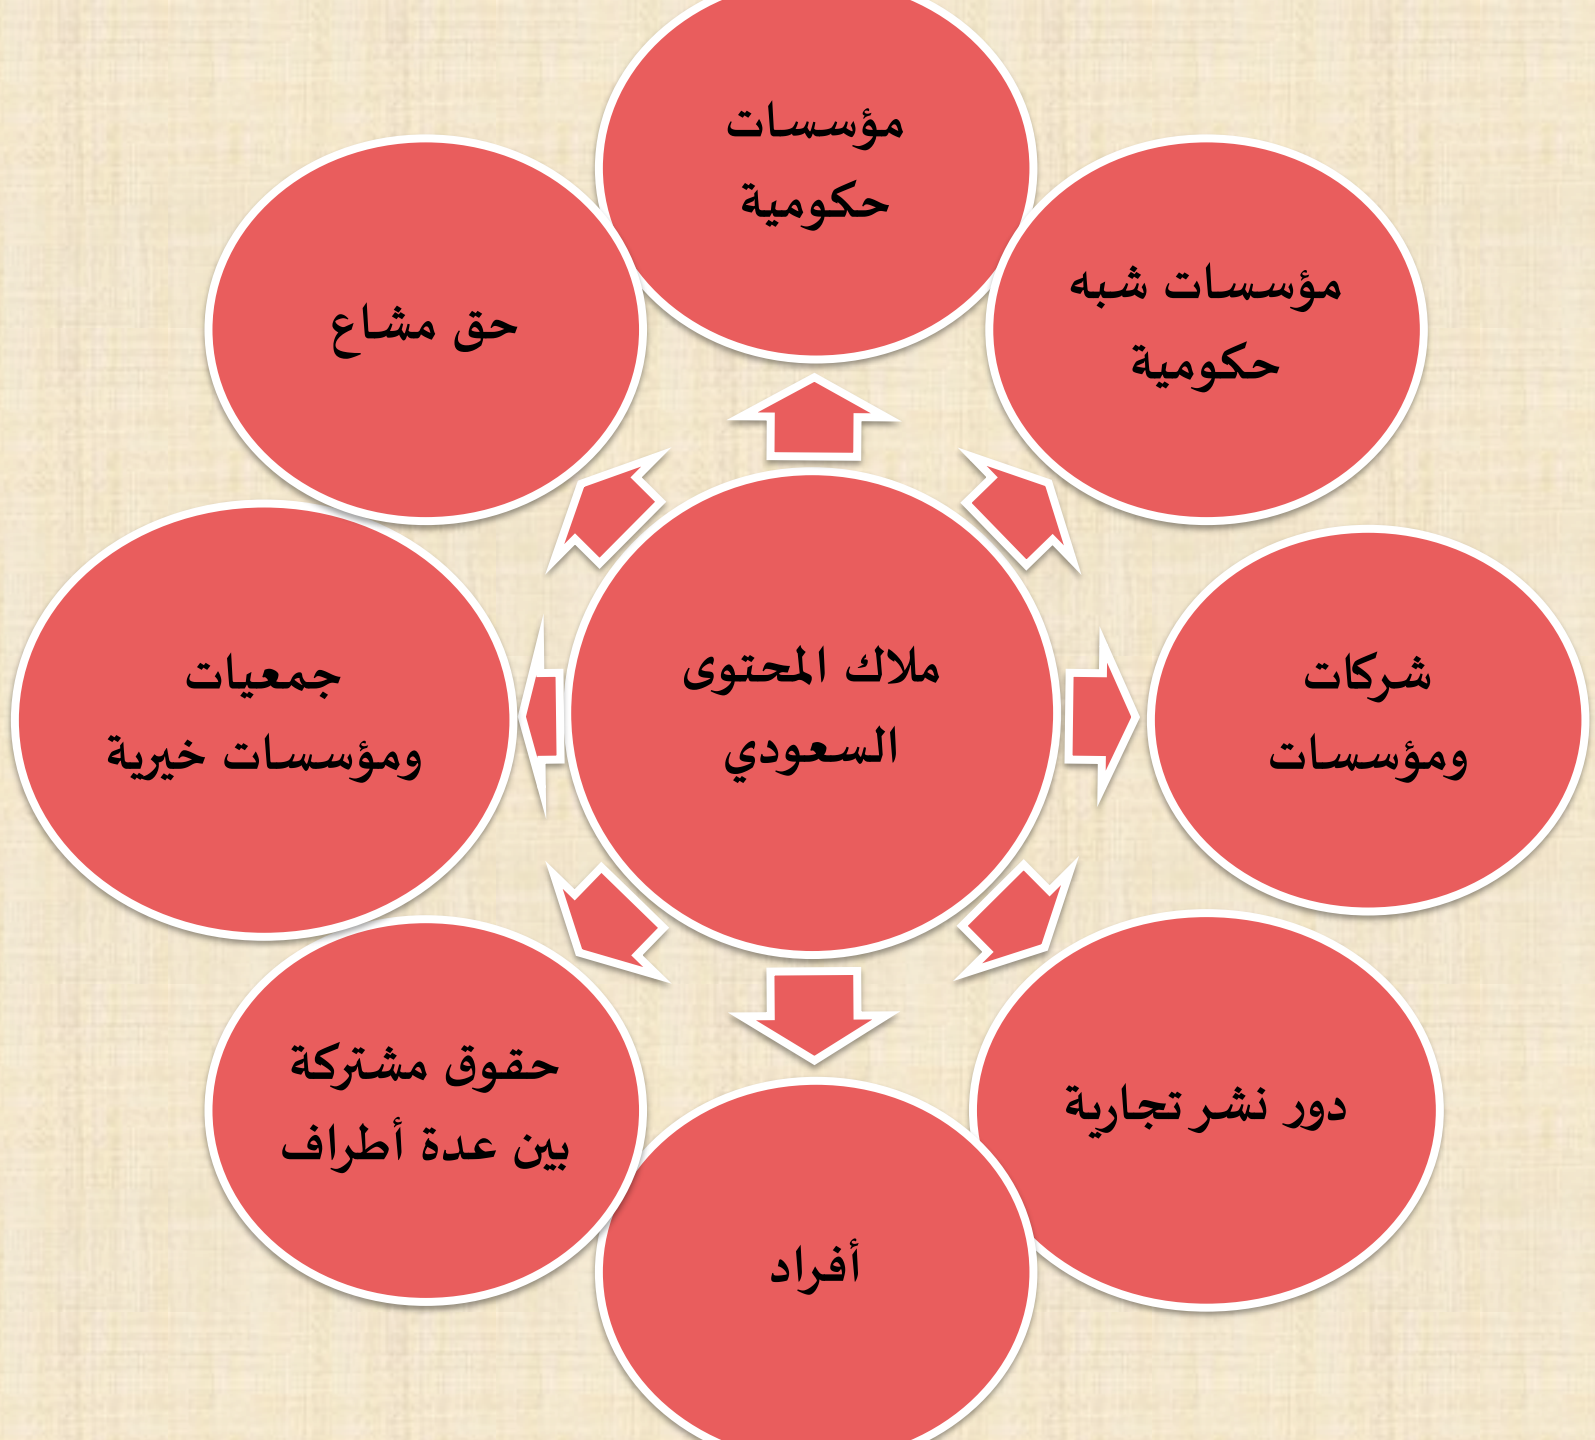 مؤسسات
حكومية
مؤسسات شبه
حكومية
شركات
ومؤسسات
دور نشر تجارية
أفراد
حقوق مشتركة
بين عدة أطراف
جمعيات
ومؤسسات خيرية
حق مشاع
ملاك المحتوى
السعودي